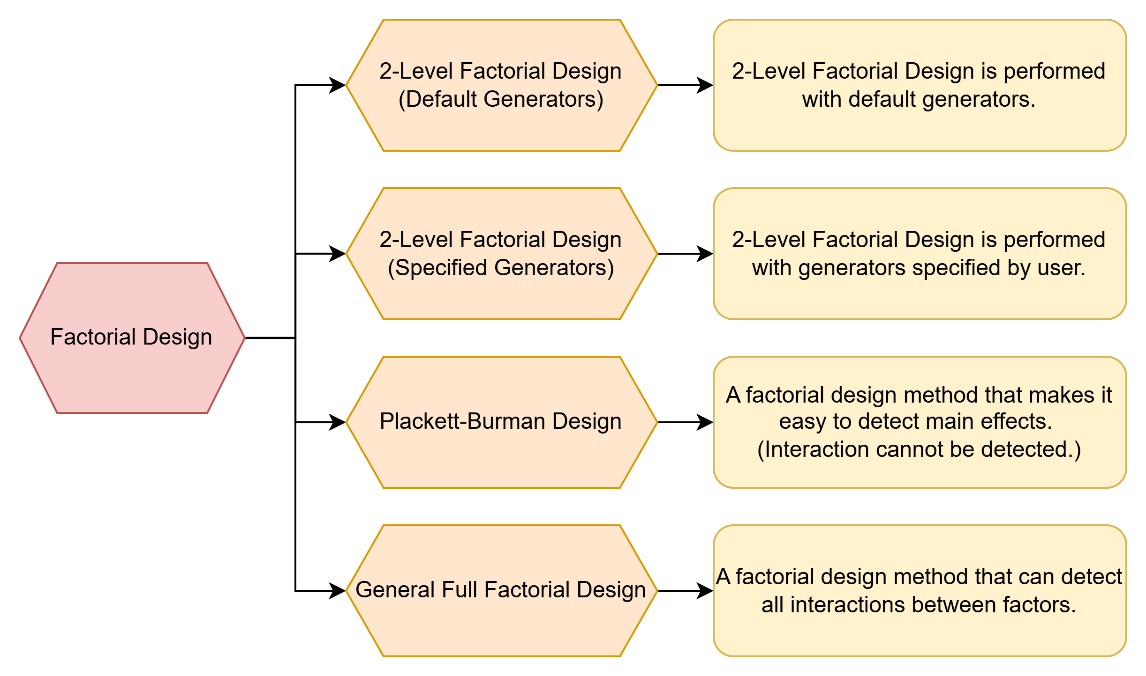 Factorial Design
2-Level Factorial Design
(Default Generators)
2-Level Factorial Design is performed
with default generators.
2-Level Factorial Design
(Specified Generators)
2-Level Factorial Design is performed
with generators specified by user.
Plackett-Burman Design
A factorial design method that makes it
easy to detect main effects.
(Interaction cannot be detected.)
General Full Factorial Design
A factorial design method that can detect
all interactions between factors.